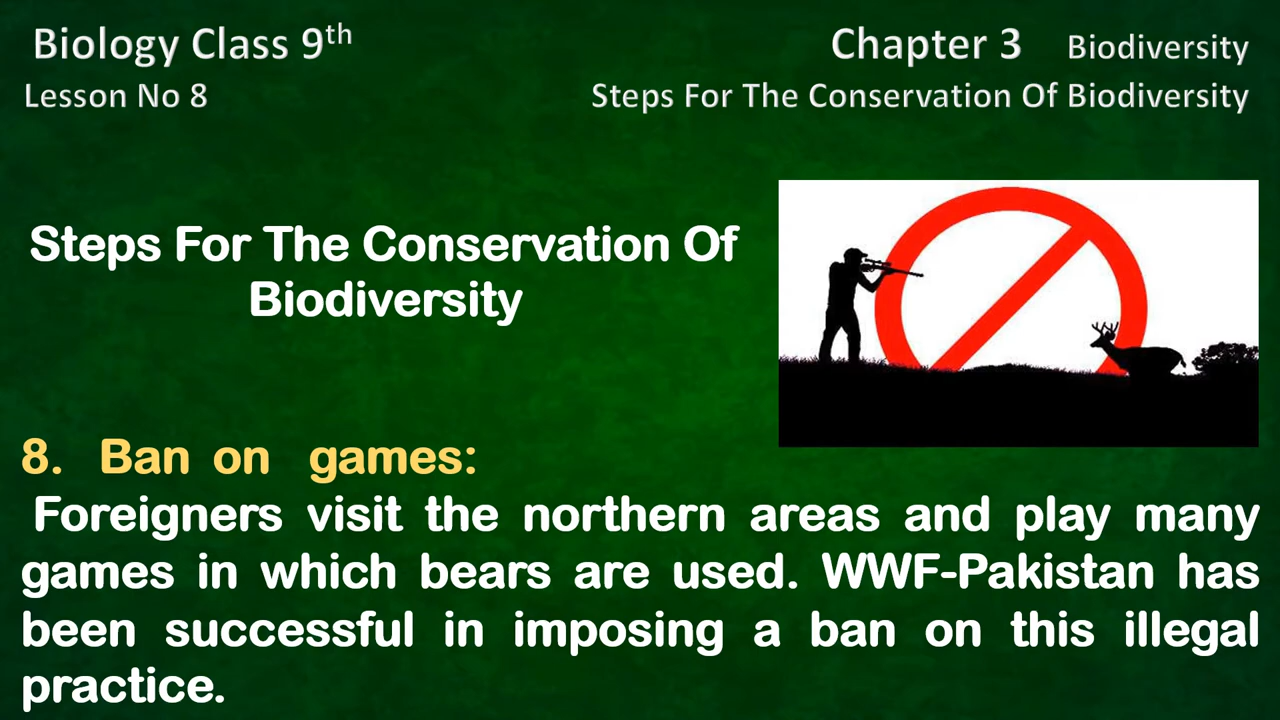 Biology Class 9th
Chapter 3 Biodiversity
Lesson No 8
Steps For The Conservation Of Biodiversity
Steps For The Conservation Of
Biodiversity
8. Ban on games:
Foreigners visit the northern areas and play many
games in which bears are used. WWF-Pakistan has
been successful in imposing a ban on this illegal
practice.